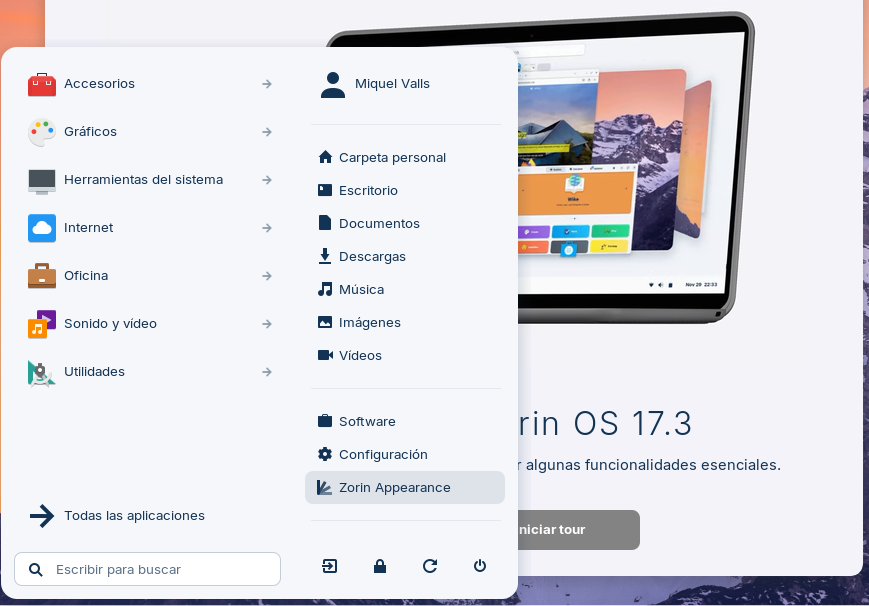 Accesorios
Gráficos
Herramientas del sistema
Internet
Oficina
Sonido y vídeo
Utilidades
Todas las aplicaciones
Escribir para buscar
Miquel Valls
Carpeta personal
Escritorio
Documentos
Descargas
Música
Imágenes
Vídeos
Software
Configuración
Zorin Appearance
Nov 29 22:33
rin OS 17.3
r algunas funcionalidades esenciales.
niciar tour